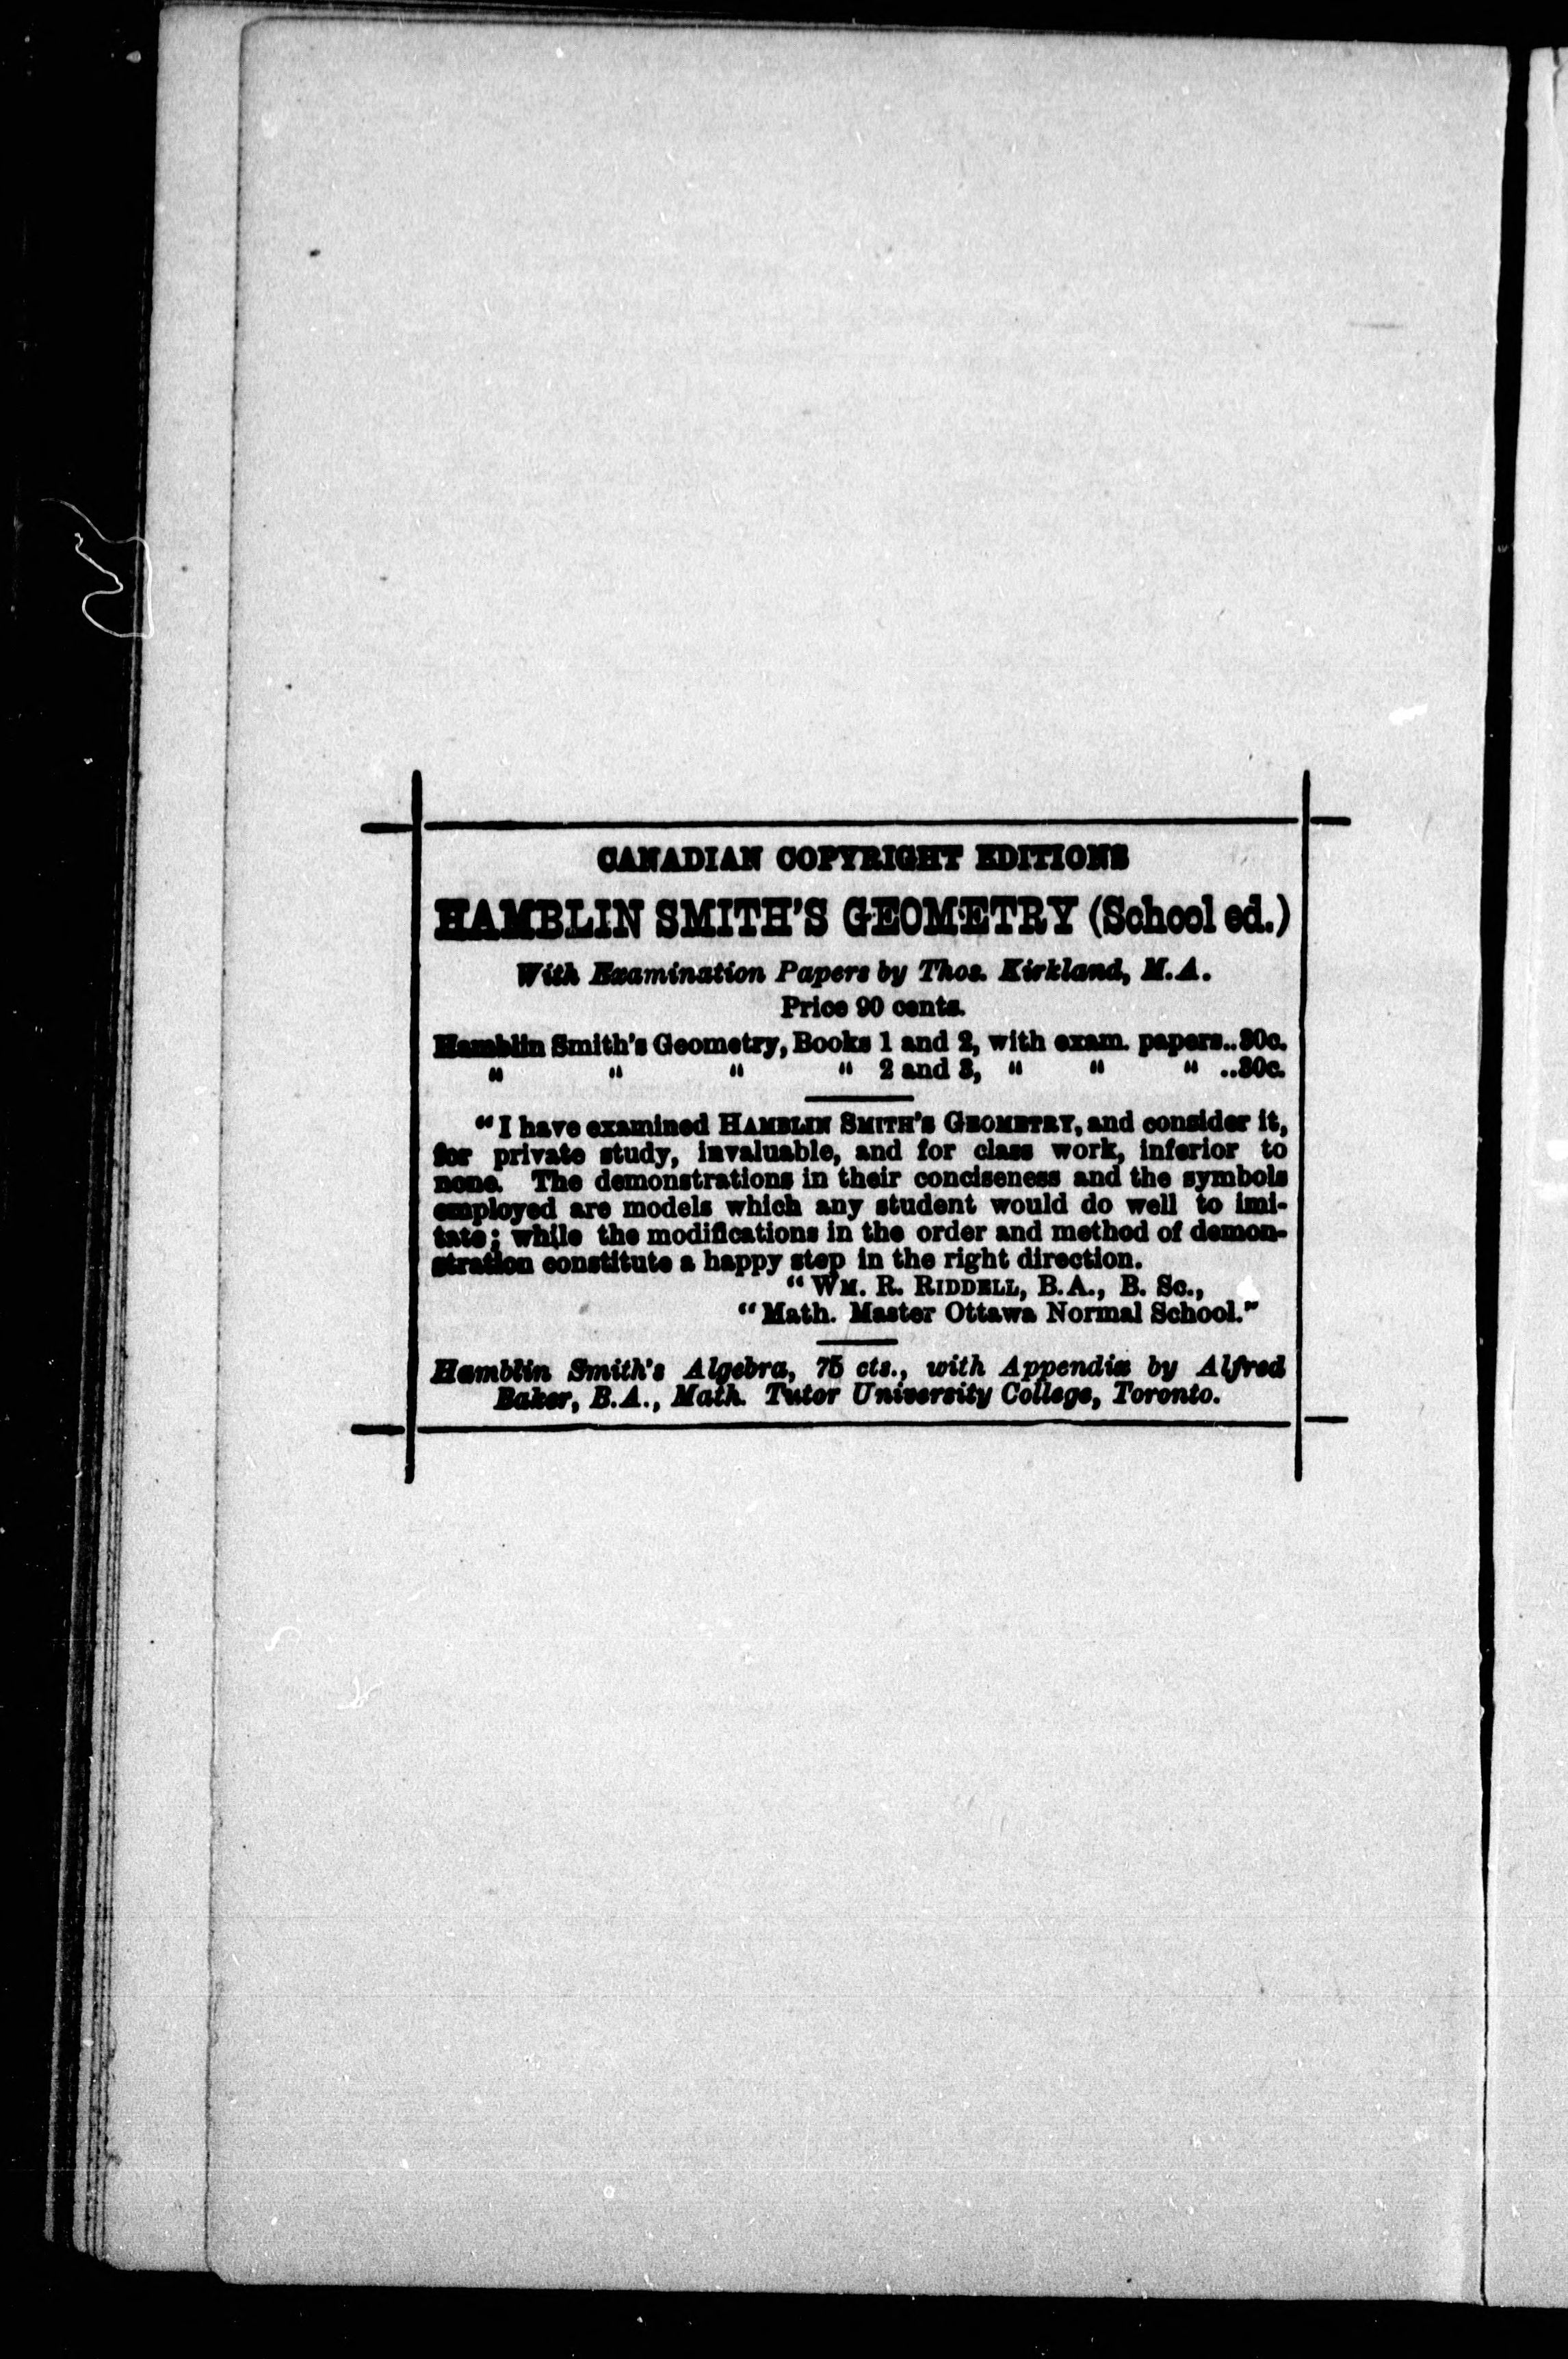 CANADIAN COPYRIGHT EDITIONS
HAMBLIN SMITH'S GEOMETRY (School ed.)
With Examination Papers by Thos. Kirkland, M.A.
Price 90 cents.
Hamblin Smith's Geometry, Books 1 and 2, with exam. papers..30c.
" " " " 2 and 3, " " " ..30c.
"I have examined HAMBLIN SMITH'S GEOMETRY, and consider it,
for private study, invaluable, and for class work, inferior to
none. The demonstrations in their conciseness and the symbols
employed are models which any student would do well to imi-
tate; while the modifications in the order and method of demon-
stration constitute a happy step in the right direction.
"WM. R. RIDDELL, B.A., B. Sc.,
"Math. Master Ottawa Normal School."
Hamblin Smith's Algebra, 75 cts., with Appendix by Alfred
Baker, B.A., Math. Tutor University College, Toronto.